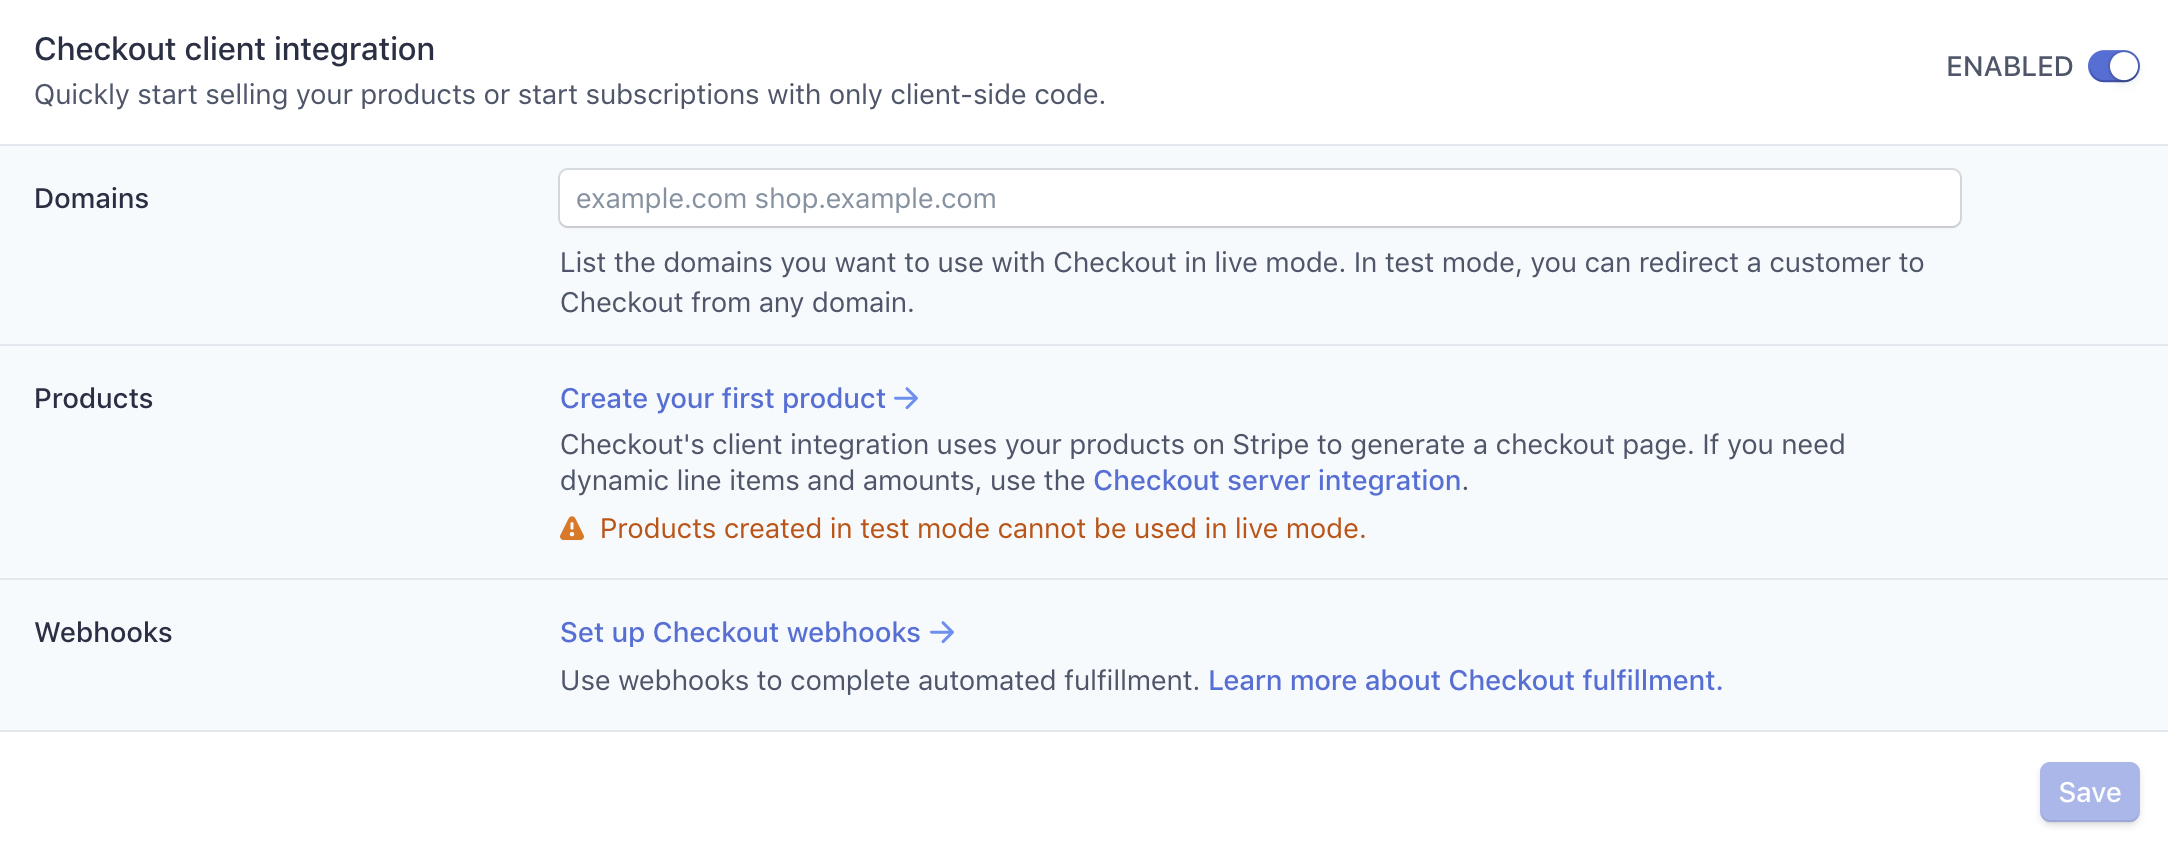 Checkout client integration
Quickly start selling your products or start subscriptions with only client-side code.
ENABLED
Domains
example.com shop.example.com
List the domains you want to use with Checkout in live mode. In test mode, you can redirect a customer to
Checkout from any domain.
Products
Create your first product →
Checkout's client integration uses your products on Stripe to generate a checkout page. If you need
dynamic line items and amounts, use the Checkout server integration.
Products created in test mode cannot be used in live mode.
Webhooks
Set up Checkout webhooks →
Use webhooks to complete automated fulfillment. Learn more about Checkout fulfillment.
Save